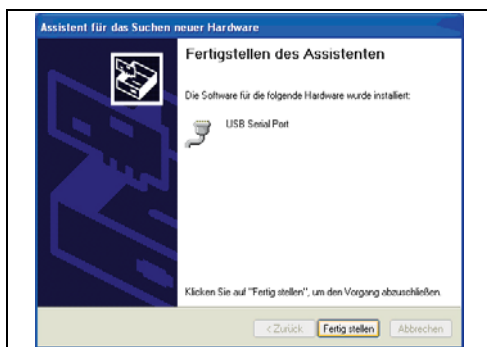 Assistent für das Suchen neuer Hardware
Fertigstellen des Assistenten
Die Software für die folgende Hardware wurde installiert:
USB Serial Port
Klicken Sie auf "Fertig stellen", um den Vorgang abzuschließen.
< Zurück Fertig stellen Abbrechen